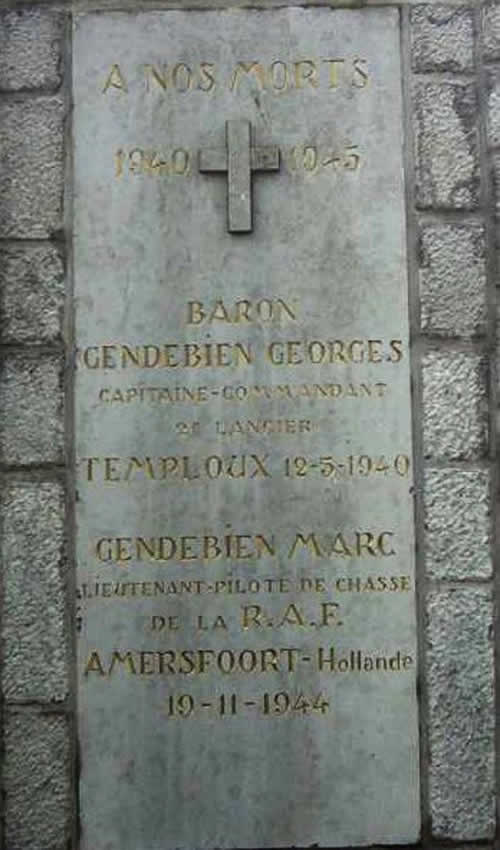 A NOS MORTS
1940 1945
BARON
GENDEBIEN GEORGES
CAPITAINE-COMMANDANT
2e LANCIER
TEMPLOUX 12-5-1940
GENDEBIEN MARC
LIEUTENANT-PILOTE DE CHASSE
DE LA R.A.F.
AMERSFOORT-Hollande
19-11-1944